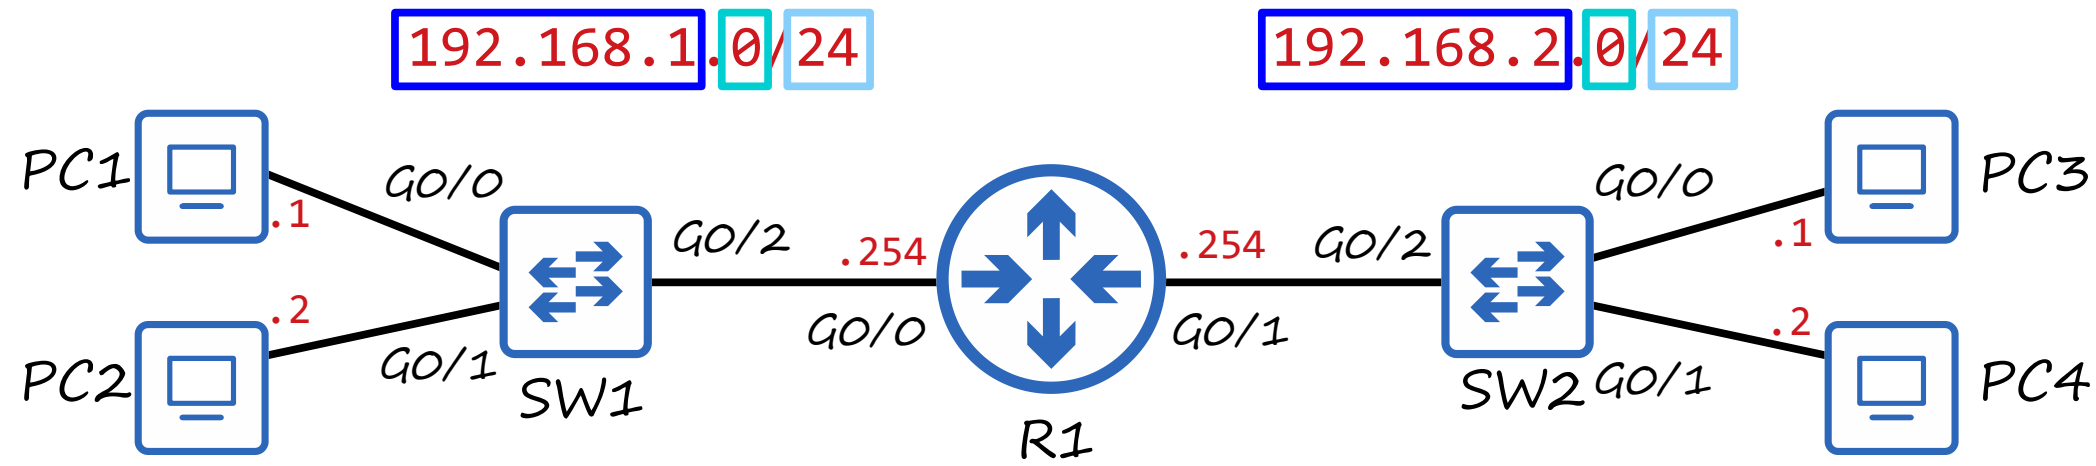 192.168.1.0/24
192.168.2.0/24
PC1
G0/0
.1
G0/2
.254
G0/0
.2
G0/1
PC2
SW1
R1
.254
G0/1
G0/2
G0/0
PC3
.1
.2
SW2
G0/1
PC4